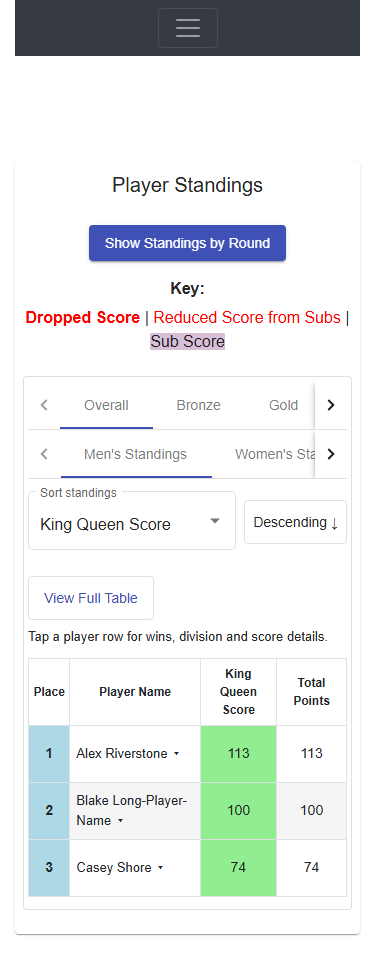 Player Standings
Show Standings by Round
Key:
Dropped Score | Reduced Score from Subs |
Sub Score
Overall Bronze Gold
Men's Standings Women's Sta
Sort standings
King Queen Score Descending ↓
View Full Table
Tap a player row for wins, division and score details.
Place Player Name King Queen Score Total Points
1 Alex Riverstone 113 113
2 Blake Long-Player-Name 100 100
3 Casey Shore 74 74